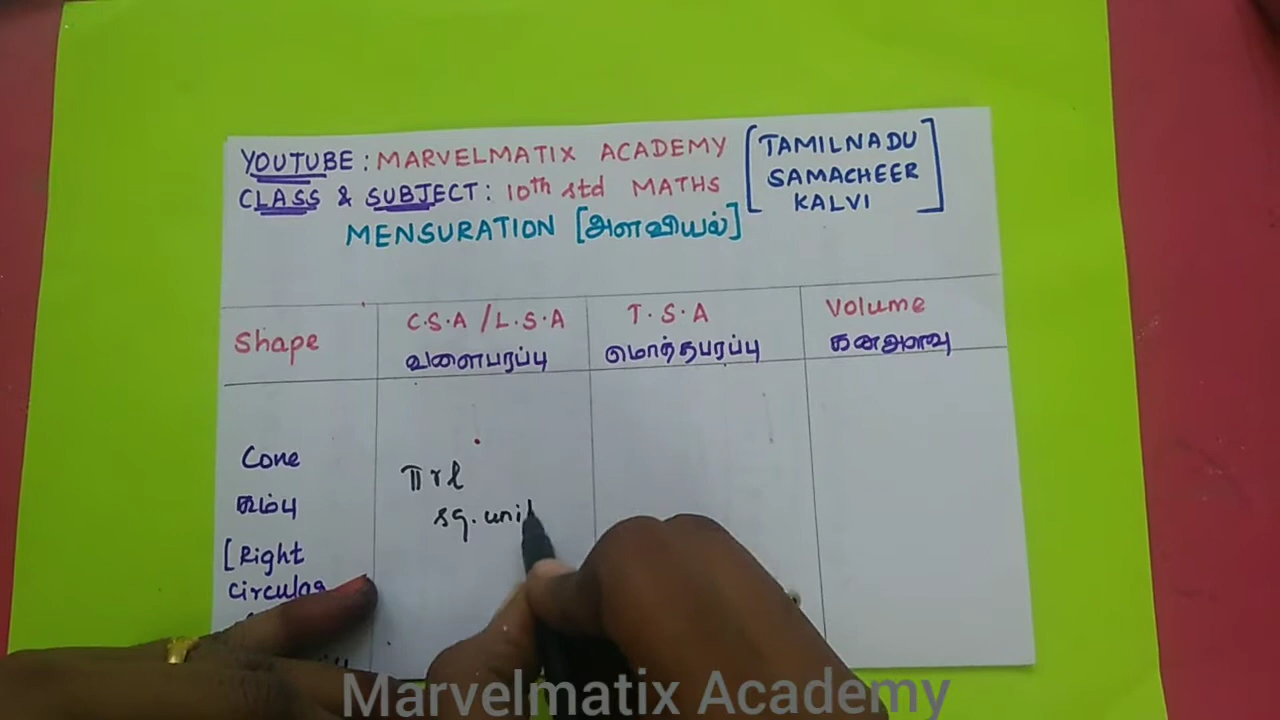 YOUTUBE : MARVELMATIX ACADEMY [TAMILNADU
CLASS & SUBJECT : 10th std MATHS SAMACHEER
KALVI]
MENSURATION [அளவியல்]
Shape
C.S.A / L.S.A
வளைபரப்பு
T.S.A
மொத்தபரப்பு
Volume
கனஅளவு
Cone
கூம்பு
[Right
circular
πrl
sq. uni
Marvelmatix Academy